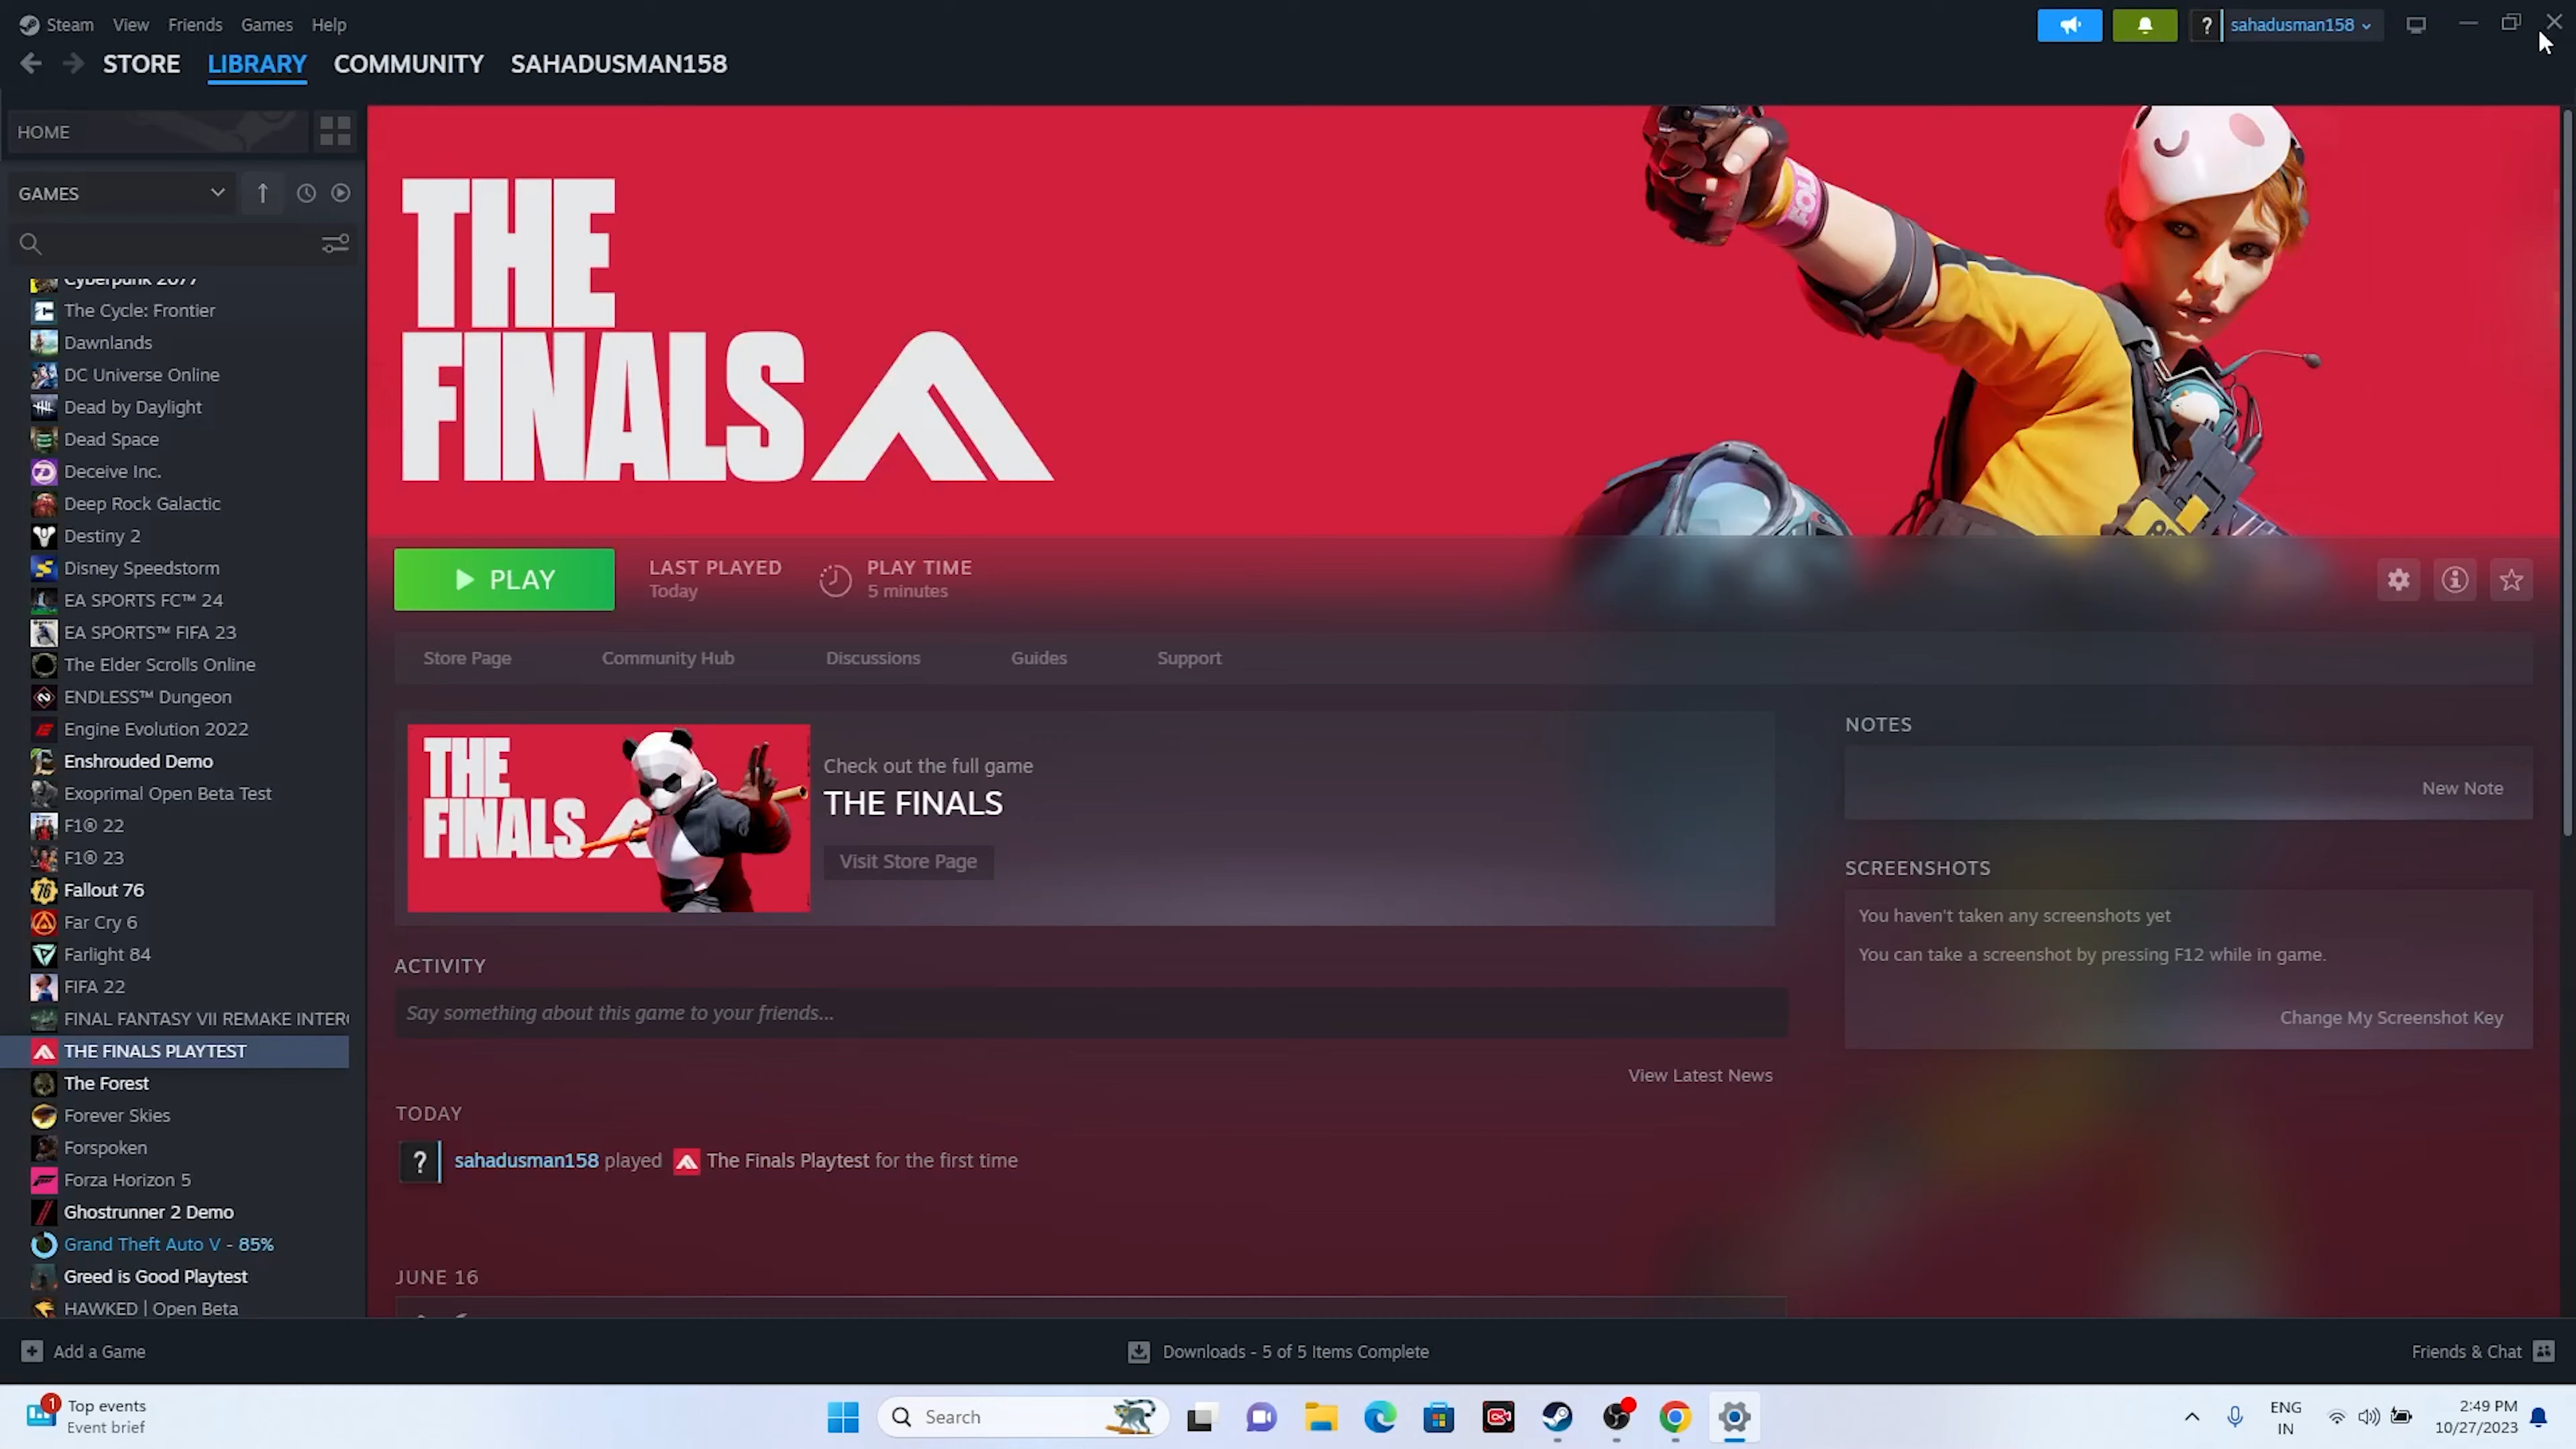 Steam View Friends Games Help
? sahadusman158
STORE LIBRARY COMMUNITY SAHADUSMAN158
HOME
GAMES
Cyberpunk 2077
The Cycle: Frontier
Dawnlands
DC Universe Online
Dead by Daylight
Dead Space
Deceive Inc.
Deep Rock Galactic
Destiny 2
Disney Speedstorm
EA SPORTS FC™ 24
EA SPORTS™ FIFA 23
The Elder Scrolls Online
ENDLESS™ Dungeon
Engine Evolution 2022
Enshrouded Demo
Exoprimal Open Beta Test
F1® 22
F1® 23
Fallout 76
Far Cry 6
Farlight 84
FIFA 22
FINAL FANTASY VII REMAKE INTER
THE FINALS PLAYTEST
The Forest
Forever Skies
Forspoken
Forza Horizon 5
Ghostrunner 2 Demo
Grand Theft Auto V - 85%
Greed is Good Playtest
HAWKED | Open Beta
THE
FINALS
PLAY
LAST PLAYED
Today
PLAY TIME
5 minutes
Store Page Community Hub Discussions Guides Support
THE
FINALS
Check out the full game
THE FINALS
Visit Store Page
NOTES
New Note
SCREENSHOTS
You haven't taken any screenshots yet
You can take a screenshot by pressing F12 while in game.
Change My Screenshot Key
ACTIVITY
Say something about this game to your friends...
View Latest News
TODAY
? sahadusman158 played The Finals Playtest for the first time
JUNE 16
Add a Game
Downloads - 5 of 5 Items Complete
Friends & Chat
1
Top events
Event brief
Search
ENG
IN
2:49 PM
10/27/2023